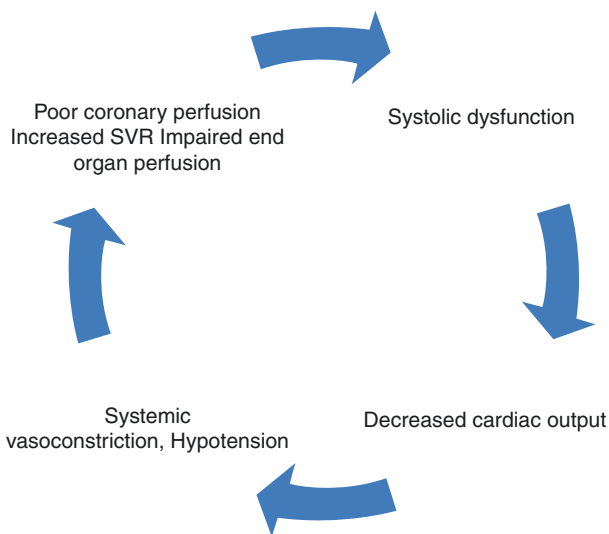 Poor coronary perfusion
Increased SVR Impaired end
organ perfusion
Systolic dysfunction
Decreased cardiac output
Systemic
vasoconstriction, Hypotension